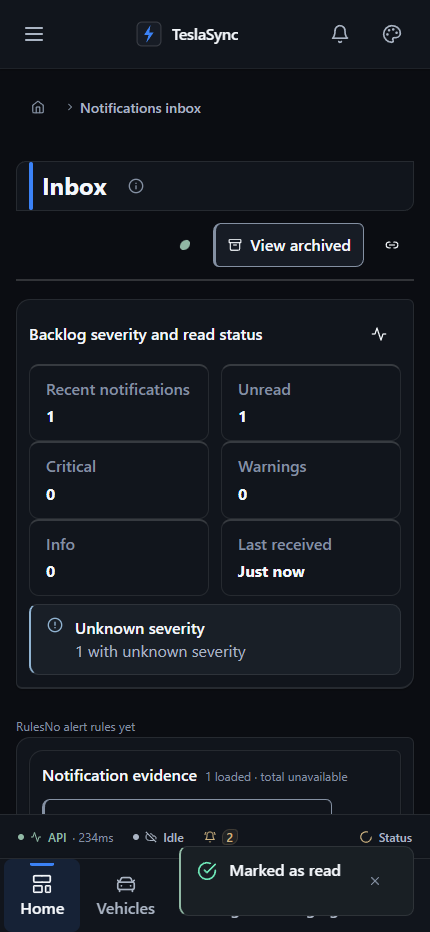 TeslaSync
Notifications inbox
Inbox
View archived
Backlog severity and read status
Recent notifications
1
Unread
1
Critical
0
Warnings
0
Info
0
Last received
Just now
Unknown severity
1 with unknown severity
RulesNo alert rules yet
Notification evidence 1 loaded · total unavailable
API · 234ms Idle 2 Status
Marked as read
Home Vehicles